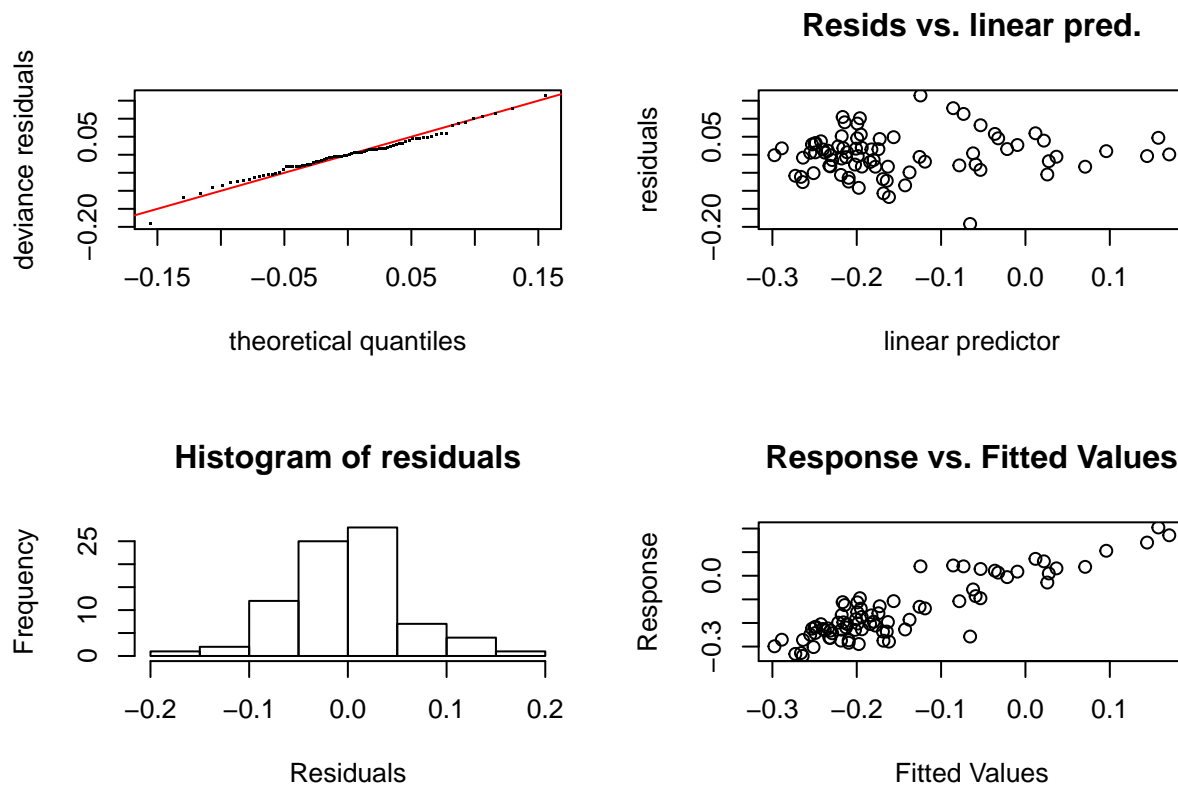 deviance residuals
−0.20
0.05
−0.15
−0.05
0.05
0.15
theoretical quantiles
Resids vs. linear pred.
residuals
−0.20
0.05
−0.3
−0.2
−0.1
0.0
0.1
linear predictor
Histogram of residuals
Frequency
0
10
25
−0.2
−0.1
0.0
0.1
0.2
Residuals
Response vs. Fitted Values
Response
−0.3
0.0
−0.3
−0.2
−0.1
0.0
0.1
Fitted Values